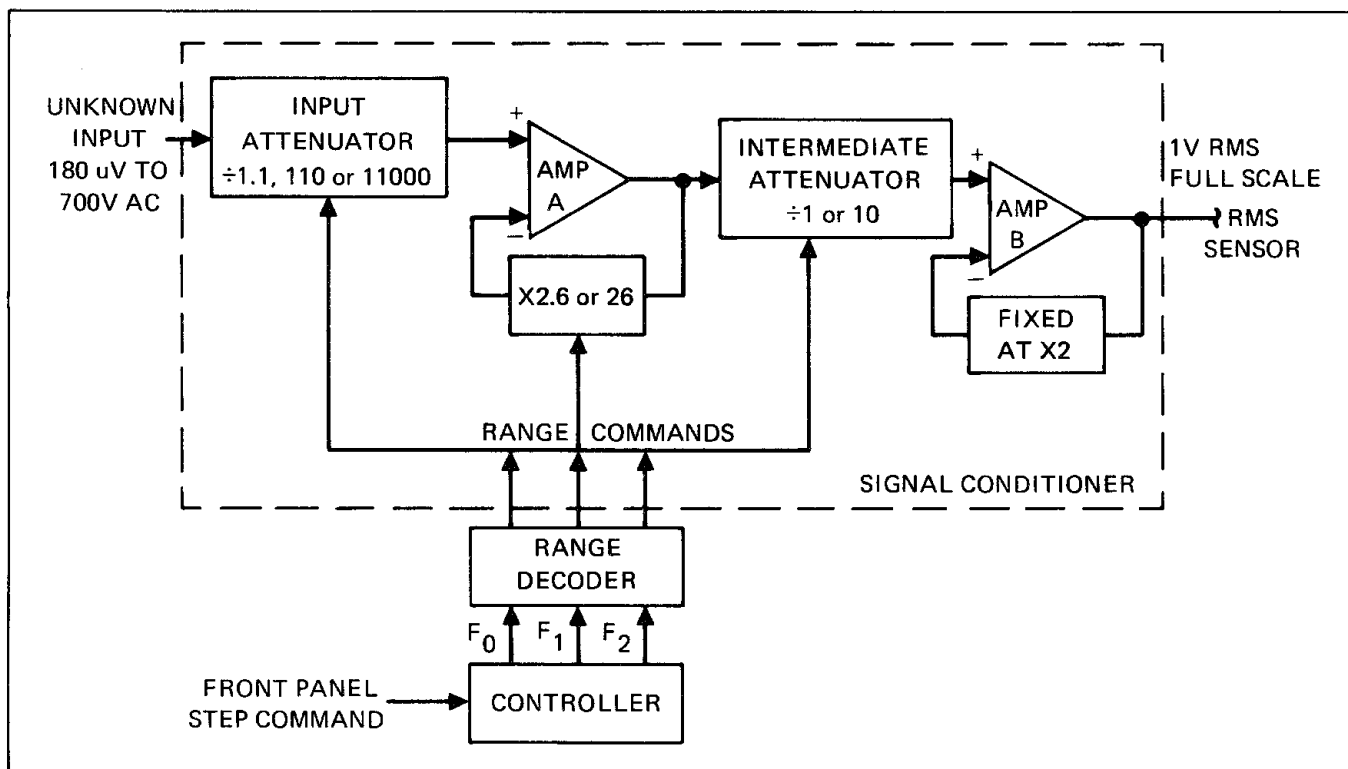 UNKNOWN
INPUT
180 uV TO
700V AC
INPUT
ATTENUATOR
÷1.1, 110 or 11000
+
AMP
A
−
X2.6 or 26
INTERMEDIATE
ATTENUATOR
÷1 or 10
+
AMP
B
−
FIXED
AT X2
1V RMS
FULL SCALE
RMS
SENSOR
RANGE COMMANDS
SIGNAL CONDITIONER
RANGE
DECODER
F0 F1 F2
FRONT PANEL
STEP COMMAND
CONTROLLER